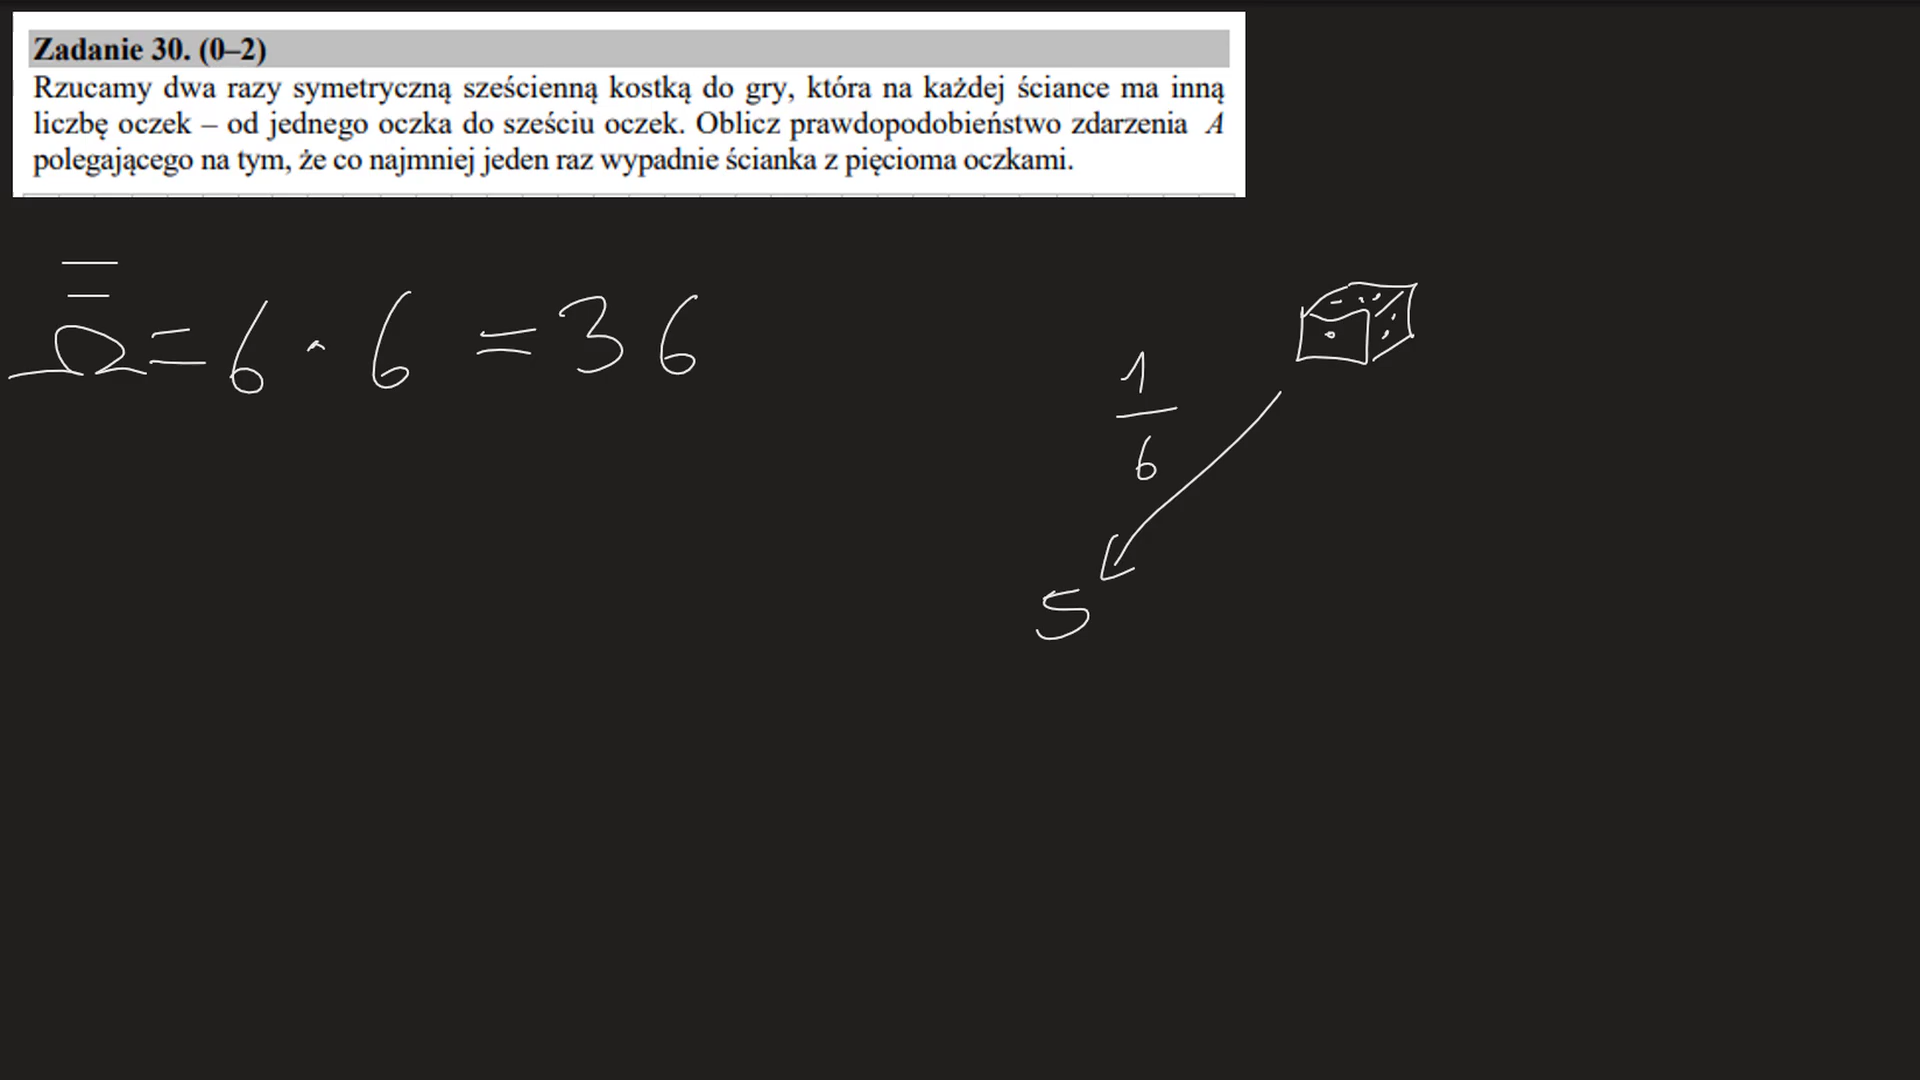 Zadanie 30. (0–2)
Rzucamy dwa razy symetryczną sześcienną kostką do gry, która na każdej ściance ma inną
liczbę oczek – od jednego oczka do sześciu oczek. Oblicz prawdopodobieństwo zdarzenia A
polegającego na tym, że co najmniej jeden raz wypadnie ścianka z pięcioma oczkami.
Ω = 6 · 6 = 36
1
6
5